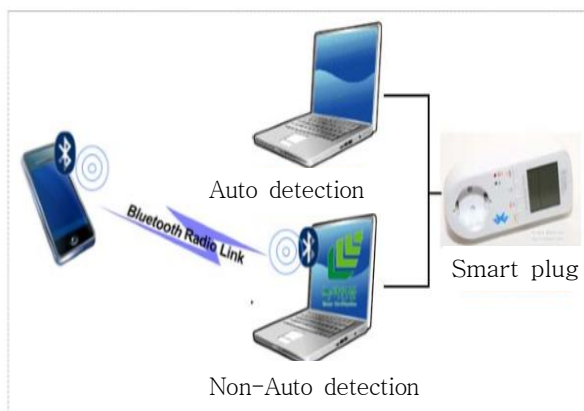 Auto detection
Bluetooth Radio Link
Smart plug
Non-Auto detection